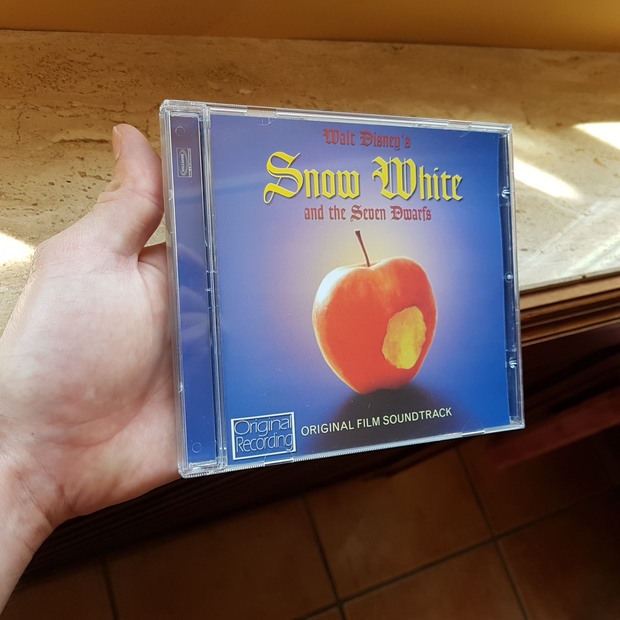 Walt Disney's
Snow White
and the Seven Dwarfs
Original
Recording
ORIGINAL FILM SOUNDTRACK